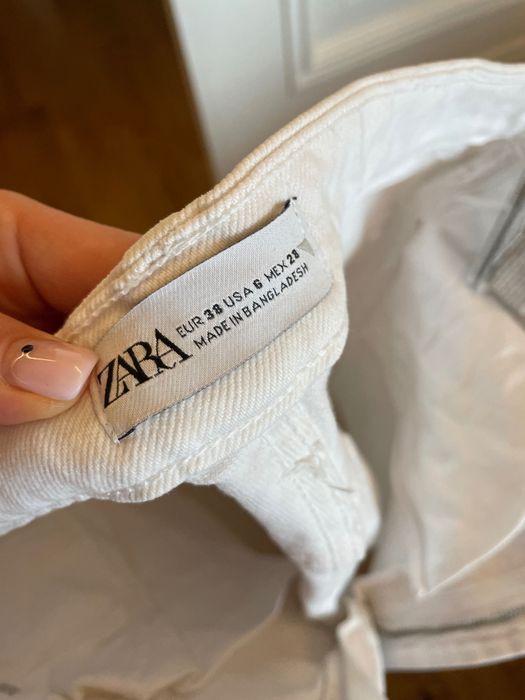 ZARA
EUR 38 USA 6 MEX 28
MADE IN BANGLADESH